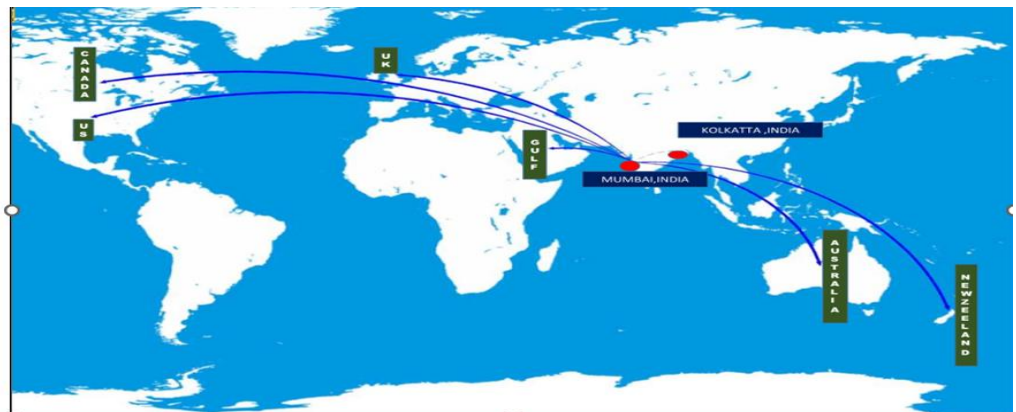 CANADA
UK
US
KOLKATTA ,INDIA
GULF
MUMBAI,INDIA
AUSTRALIA
NEWZEELAND